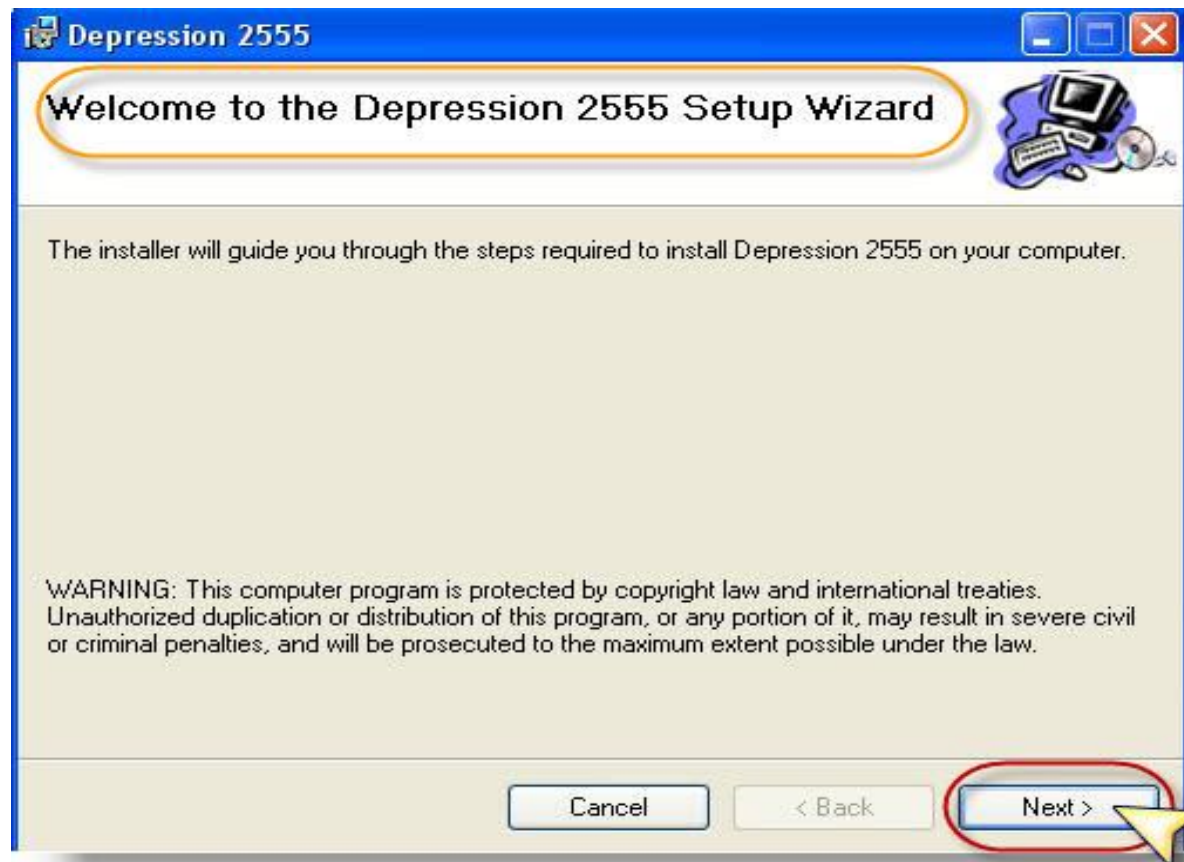 Depression 2555
Welcome to the Depression 2555 Setup Wizard
The installer will guide you through the steps required to install Depression 2555 on your computer.
WARNING: This computer program is protected by copyright law and international treaties.
Unauthorized duplication or distribution of this program, or any portion of it, may result in severe civil
or criminal penalties, and will be prosecuted to the maximum extent possible under the law.
Cancel
< Back
Next >